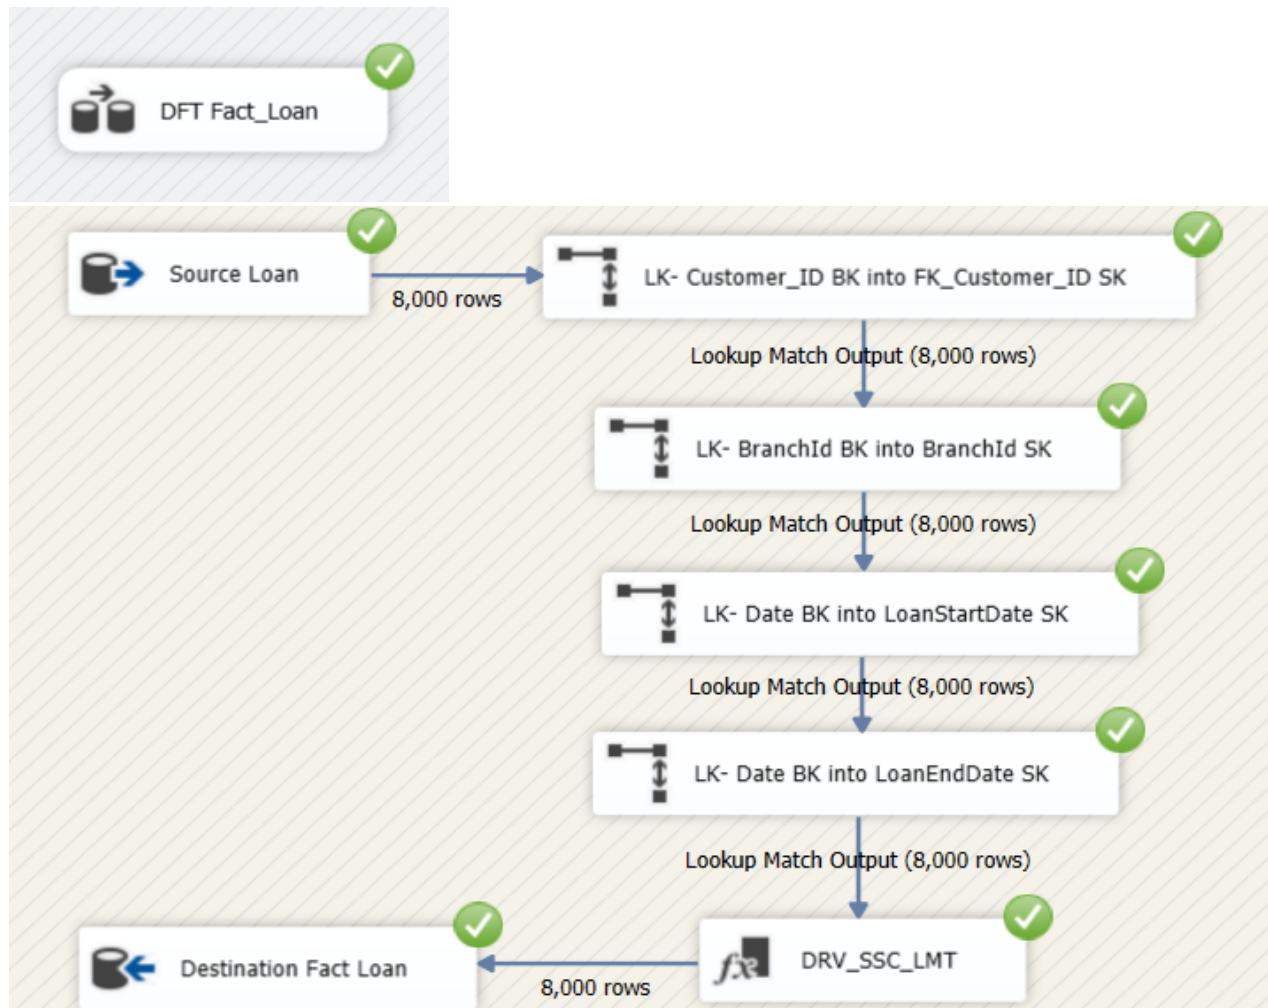 DFT Fact_Loan
Source Loan
8,000 rows
LK- Customer_ID BK into FK_Customer_ID SK
Lookup Match Output (8,000 rows)
LK- BranchId BK into BranchId SK
Lookup Match Output (8,000 rows)
LK- Date BK into LoanStartDate SK
Lookup Match Output (8,000 rows)
LK- Date BK into LoanEndDate SK
Lookup Match Output (8,000 rows)
DRV_SSC_LMT
8,000 rows
Destination Fact Loan